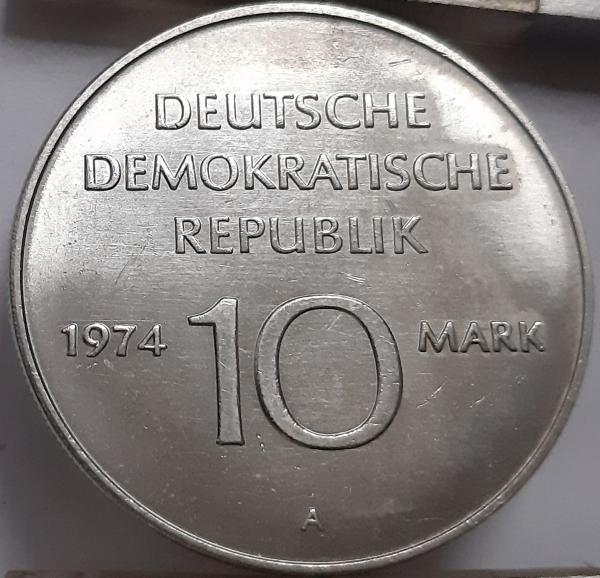 DEUTSCHE
DEMOKRATISCHE
REPUBLIK
1974 10 MARK
A